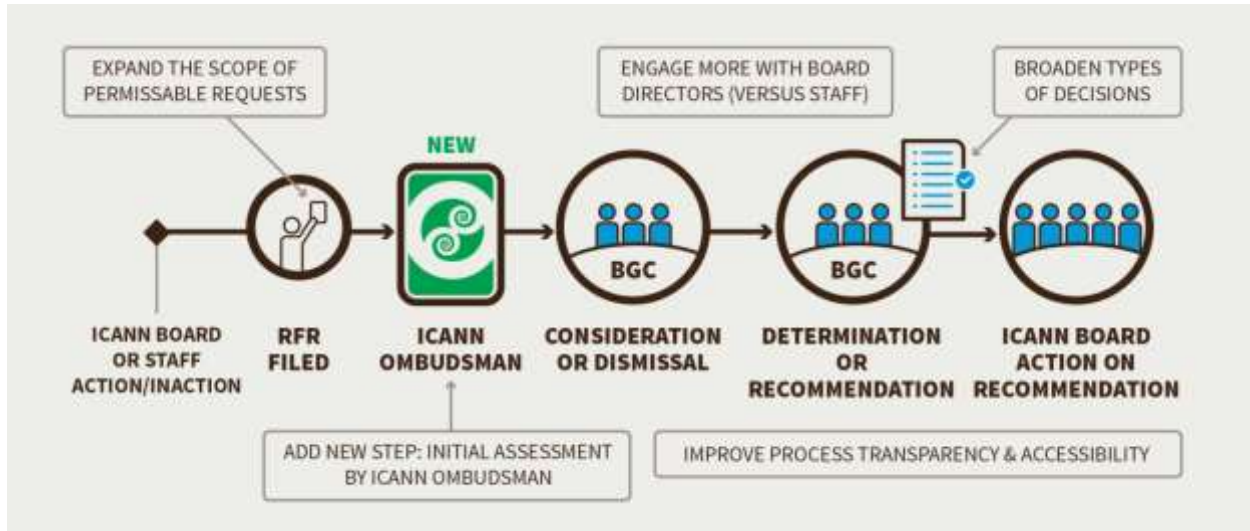 EXPAND THE SCOPE OF
PERMISSABLE REQUESTS
ENGAGE MORE WITH BOARD
DIRECTORS (VERSUS STAFF)
BROADEN TYPES
OF DECISIONS
NEW
BGC
BGC
ICANN BOARD
OR STAFF
ACTION/INACTION
RFR
FILED
ICANN
OMBUDSMAN
CONSIDERATION
OR DISMISSAL
DETERMINATION
OR
RECOMMENDATION
ICANN BOARD
ACTION ON
RECOMMENDATION
ADD NEW STEP: INITIAL ASSESSMENT
BY ICANN OMBUDSMAN
IMPROVE PROCESS TRANSPARENCY & ACCESSIBILITY